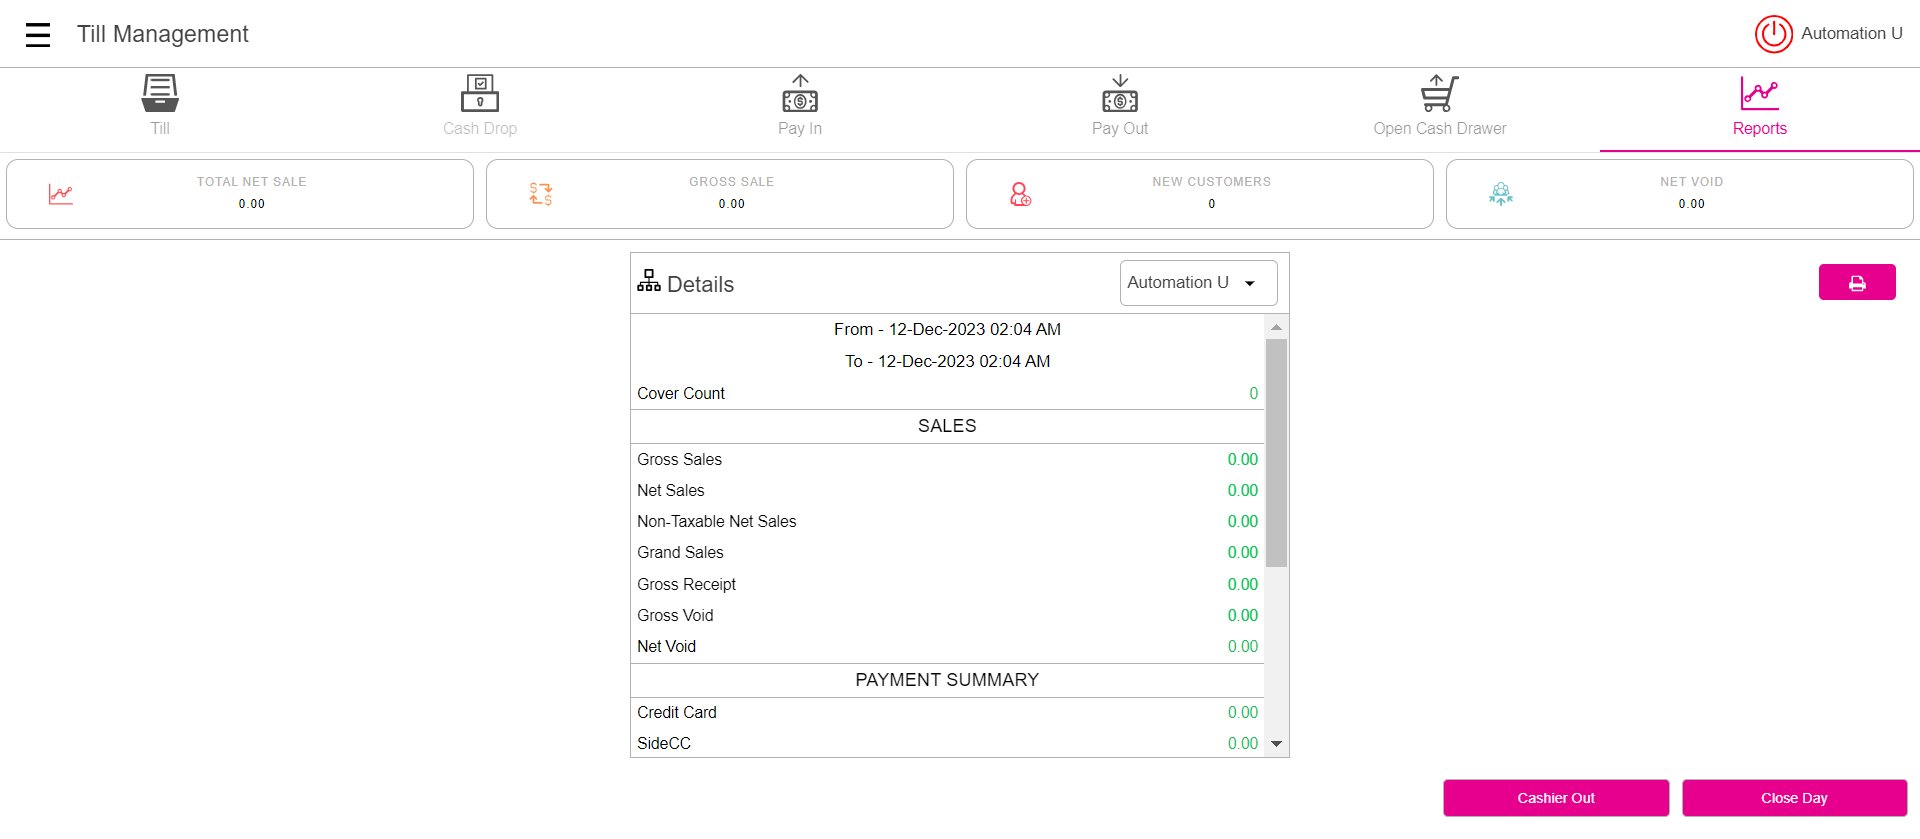 Till Management
Automation U
Till
Cash Drop
Pay In
Pay Out
Open Cash Drawer
Reports
TOTAL NET SALE
0.00
GROSS SALE
0.00
NEW CUSTOMERS
0
NET VOID
0.00
Details
Automation U
From - 12-Dec-2023 02:04 AM
To - 12-Dec-2023 02:04 AM
Cover Count 0
SALES
Gross Sales 0.00
Net Sales 0.00
Non-Taxable Net Sales 0.00
Grand Sales 0.00
Gross Receipt 0.00
Gross Void 0.00
Net Void 0.00
PAYMENT SUMMARY
Credit Card 0.00
SideCC 0.00
Cashier Out
Close Day